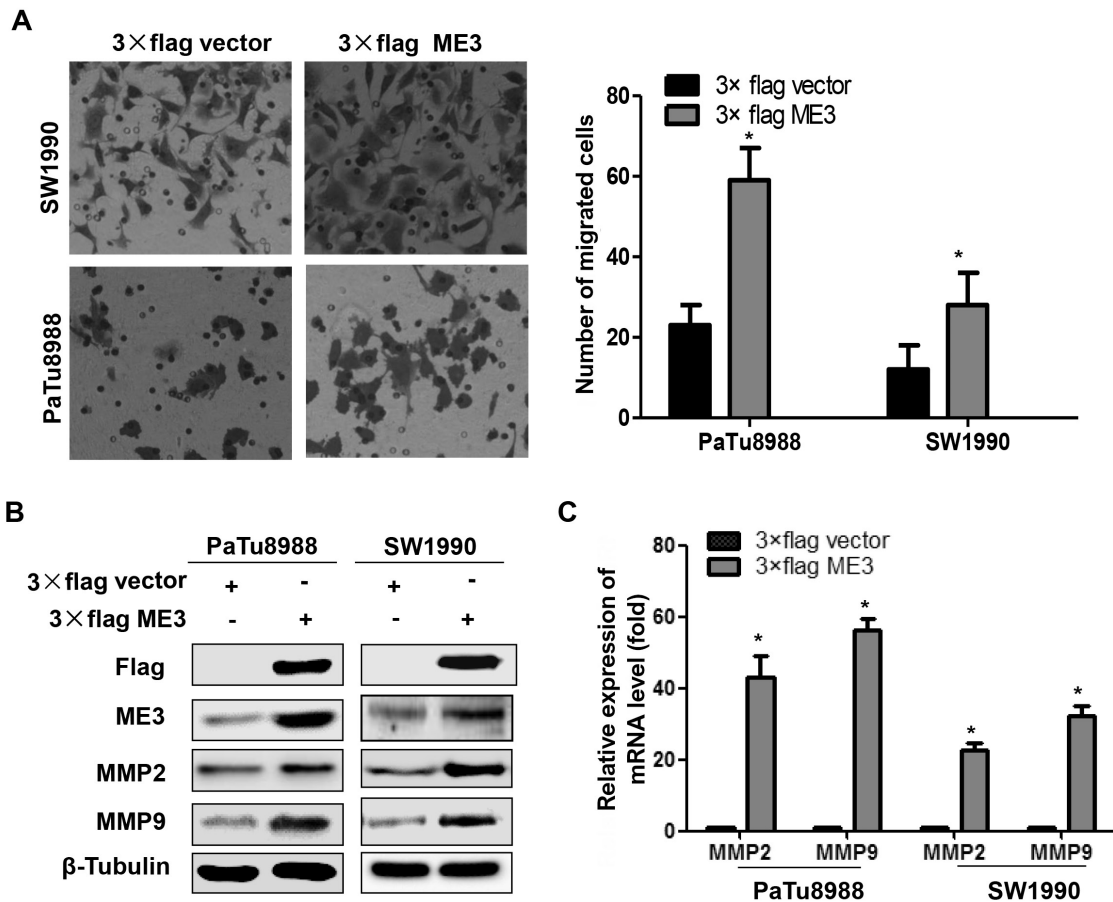 A
3×flag vector
3×flag ME3
SW1990
PaTu8988
3× flag vector
3× flag ME3
Number of migrated cells
80
60
40
20
0
*
*
PaTu8988
SW1990
B
PaTu8988
SW1990
3×flag vector
+
-
+
-
3×flag ME3
-
+
-
+
Flag
ME3
MMP2
MMP9
β-Tubulin
C
3×flag vector
3×flag ME3
Relative expression of
mRNA level (fold)
80
60
40
20
0
*
*
*
*
MMP2
MMP9
MMP2
MMP9
PaTu8988
SW1990